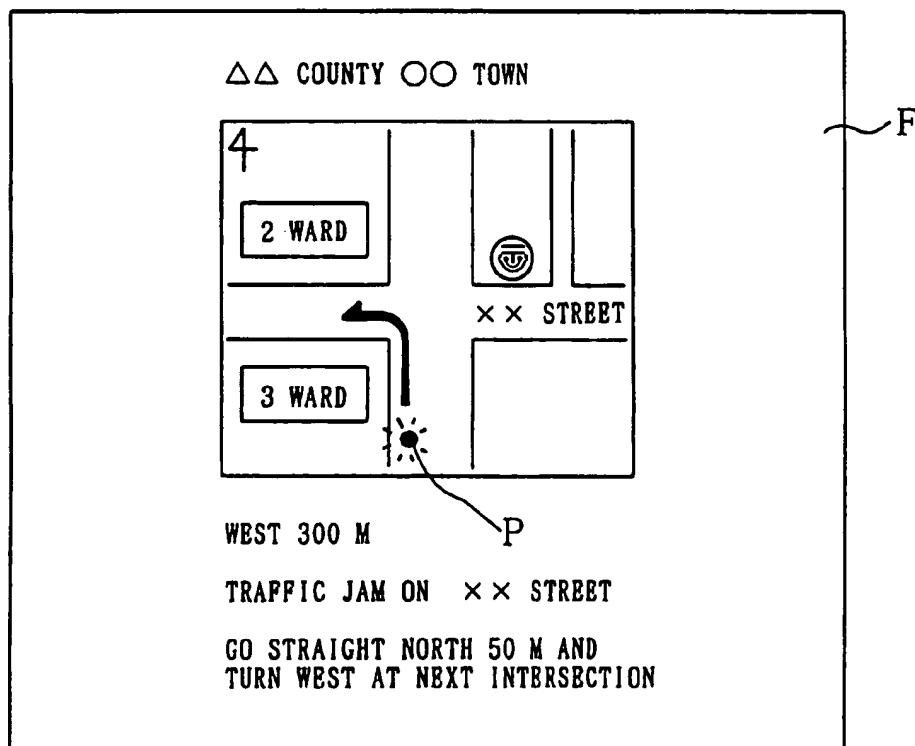 △△ COUNTY ○○ TOWN
F
2 WARD
×× STREET
3 WARD
P
WEST 300 M
TRAFFIC JAM ON ×× STREET
GO STRAIGHT NORTH 50 M AND
TURN WEST AT NEXT INTERSECTION